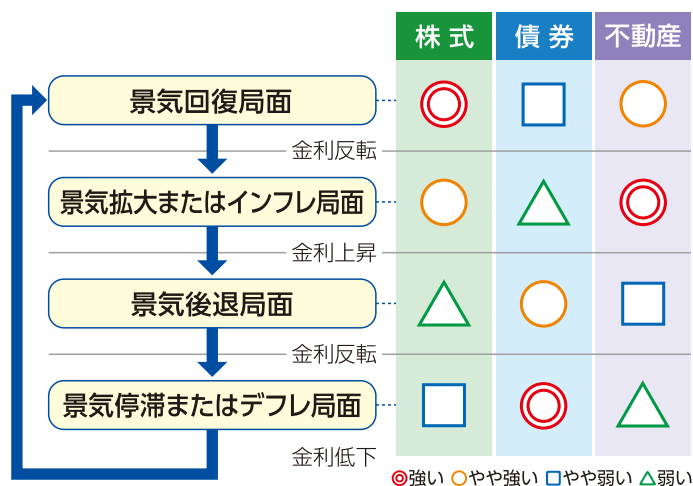 株式 債券 不動産
景気回復局面
金利反転
景気拡大またはインフレ局面
金利上昇
景気後退局面
金利反転
景気停滞またはデフレ局面
金利低下
強い やや強い やや弱い 弱い